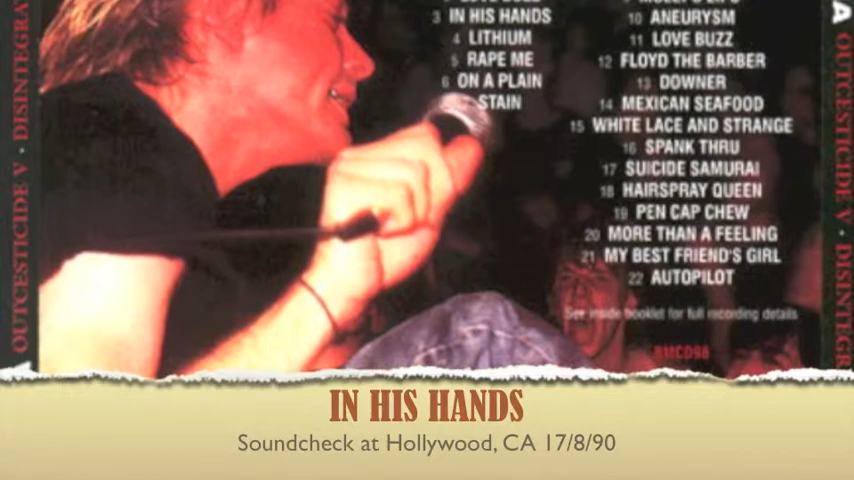 OUTCESTICIDE V · DISINTEGRA
3 IN HIS HANDS
4 LITHIUM
5 RAPE ME
6 ON A PLAIN
STAIN
10 ANEURYSM
11 LOVE BUZZ
12 FLOYD THE BARBER
13 DOWNER
14 MEXICAN SEAFOOD
15 WHITE LACE AND STRANGE
16 SPANK THRU
17 SUICIDE SAMURAI
18 HAIRSPRAY QUEEN
19 PEN CAP CHEW
20 MORE THAN A FEELING
21 MY BEST FRIEND'S GIRL
22 AUTOPILOT
See inside booklet for full recording details
BMCD98
A OUTCESTICIDE V · DISINTEGR
IN HIS HANDS
Soundcheck at Hollywood, CA 17/8/90